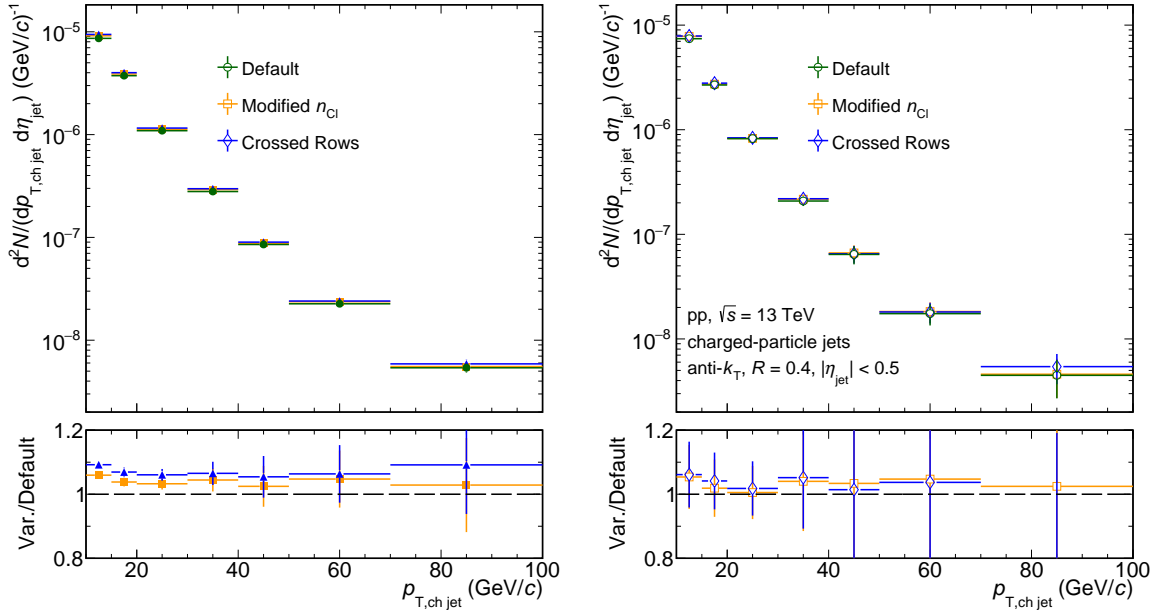 d²N/(dp_T,ch jet dη_jet) (GeV/c)⁻¹
10⁻⁵
10⁻⁶
10⁻⁷
10⁻⁸
Default
Modified n_Cl
Crossed Rows
Var./Default
1.2
1
0.8
20 40 60 80 100
p_T,ch jet (GeV/c)
d²N/(dp_T,ch jet dη_jet) (GeV/c)⁻¹
10⁻⁵
10⁻⁶
10⁻⁷
10⁻⁸
Default
Modified n_Cl
Crossed Rows
pp, √s = 13 TeV
charged-particle jets
anti-k_T, R = 0.4, |η_jet| < 0.5
Var./Default
1.2
1
0.8
20 40 60 80 100
p_T,ch jet (GeV/c)